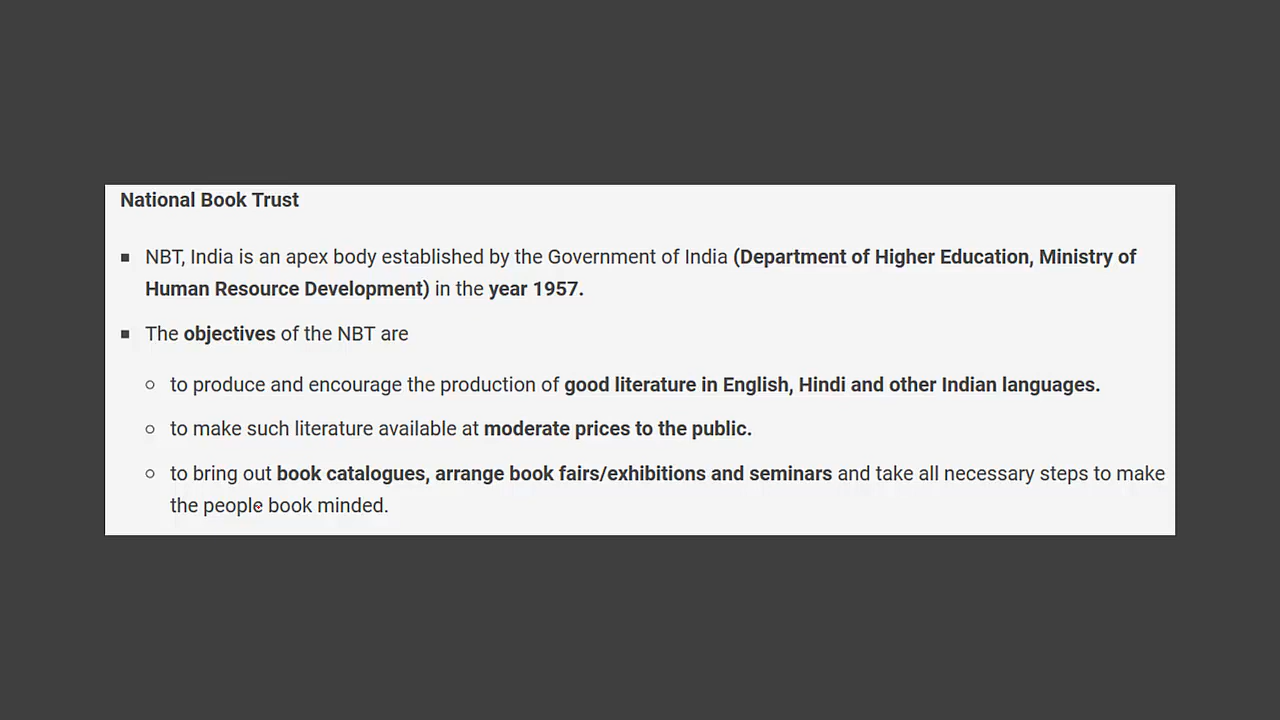 National Book Trust
NBT, India is an apex body established by the Government of India (Department of Higher Education, Ministry of
Human Resource Development) in the year 1957.
The objectives of the NBT are
to produce and encourage the production of good literature in English, Hindi and other Indian languages.
to make such literature available at moderate prices to the public.
to bring out book catalogues, arrange book fairs/exhibitions and seminars and take all necessary steps to make
the people book minded.